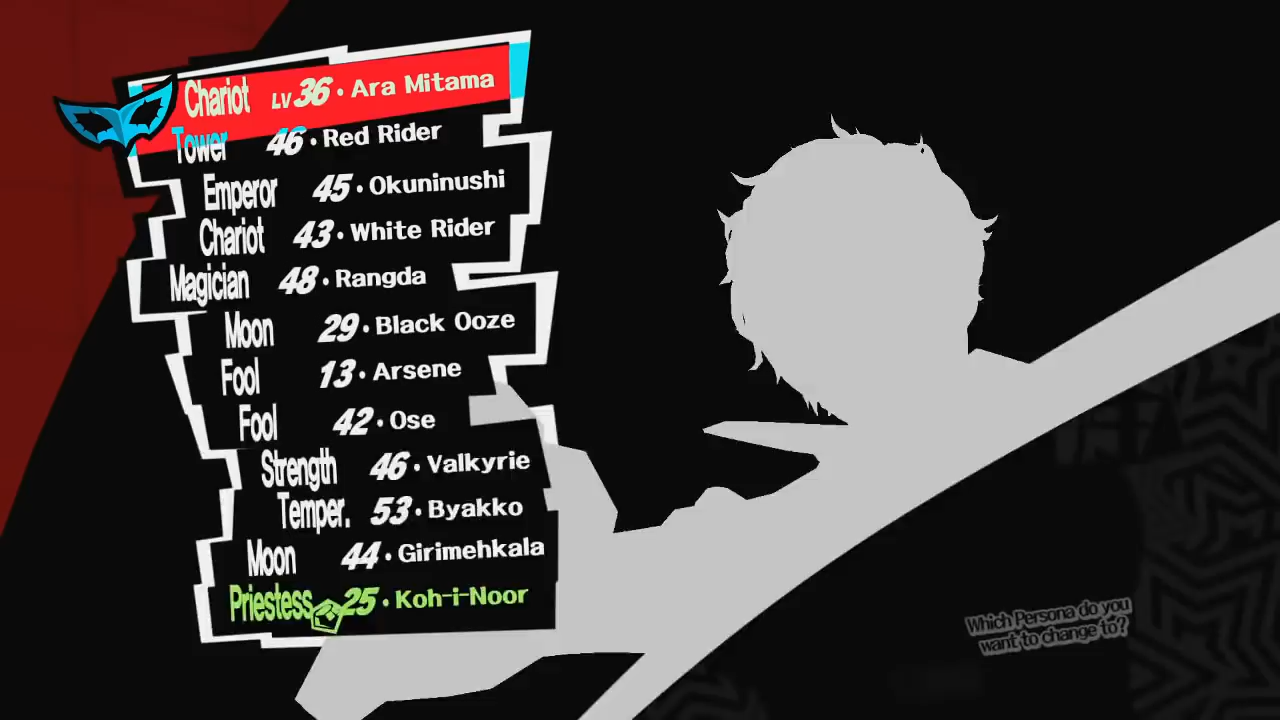 Chariot LV 36 • Ara Mitama
Tower 46 • Red Rider
Emperor 45 • Okuninushi
Chariot 43 • White Rider
Magician 48 • Rangda
Moon 29 • Black Ooze
Fool 13 • Arsene
Fool 42 • Ose
Strength 46 • Valkyrie
Temper. 53 • Byakko
Moon 44 • Girimehkala
Priestess 25 • Koh-i-Noor
Which Persona do you
want to change to?